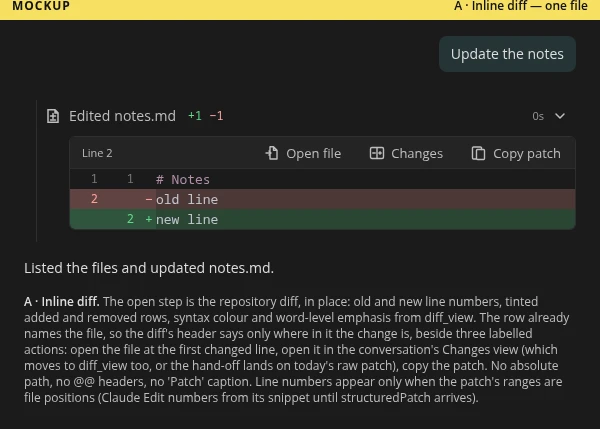 MOCKUP A · Inline diff — one file
Update the notes
Edited notes.md +1 −1 0s
Line 2 Open file Changes Copy patch
1 1 # Notes
2 −old line
2 +new line
Listed the files and updated notes.md.
A · Inline diff. The open step is the repository diff, in place: old and new line numbers, tinted
added and removed rows, syntax colour and word-level emphasis from diff_view. The row already
names the file, so the diff's header says only where in it the change is, beside three labelled
actions: open the file at the first changed line, open it in the conversation's Changes view (which
moves to diff_view too, or the hand-off lands on today's raw patch), copy the patch. No absolute
path, no @@ headers, no 'Patch' caption. Line numbers appear only when the patch's ranges are
file positions (Claude Edit numbers from its snippet until structuredPatch arrives).